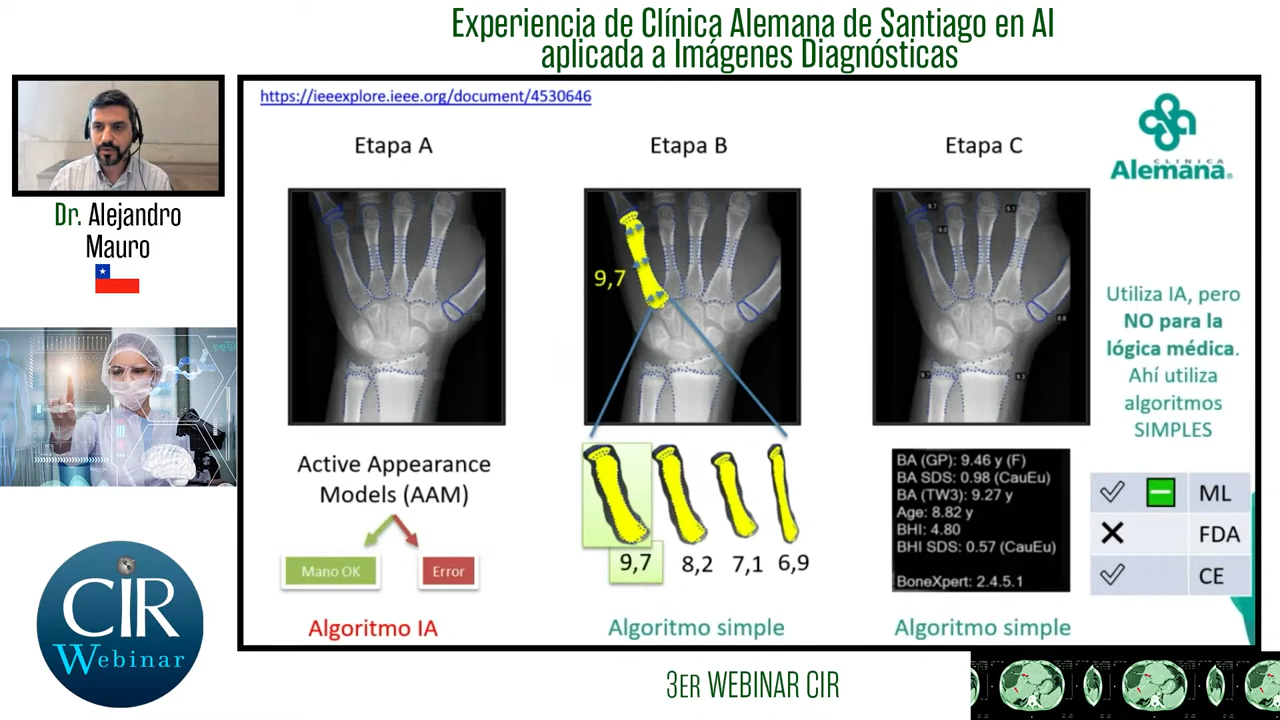 Experiencia de Clínica Alemana de Santiago en AI
aplicada a Imágenes Diagnósticas
https://ieeexplore.ieee.org/document/4530646
Dr. Alejandro
Mauro
Etapa A
Etapa B
Etapa C
CLINICA
Alemana.
9,7
Utiliza IA, pero
NO para la
lógica médica.
Ahí utiliza
algoritmos
SIMPLES
Active Appearance
Models (AAM)
Mano OK
Error
Algoritmo IA
9,7
8,2
7,1
6,9
Algoritmo simple
BA (GP): 9.46 y (F)
BA SDS: 0.98 (CauEu)
BA (TW3): 9.27 y
Age: 8.82 y
BHI: 4.80
BHI SDS: 0.57 (CauEu)
BoneXpert: 2.4.5.1
Algoritmo simple
ML
FDA
CE
CIR
Webinar
3ER WEBINAR CIR